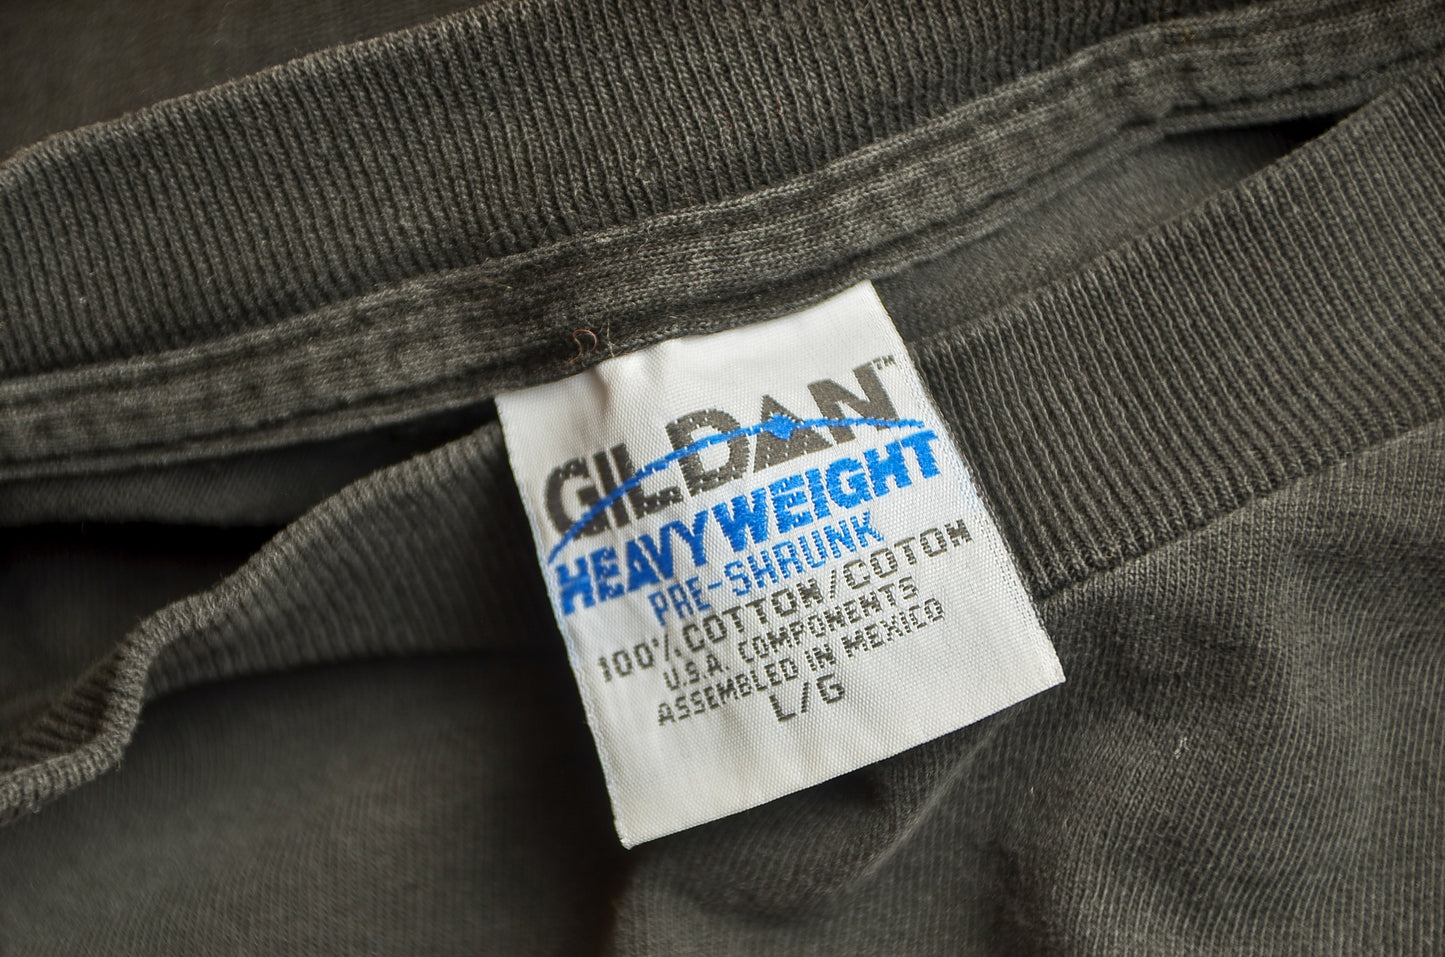 GILDAN™
HEAVYWEIGHT
PRE-SHRUNK
100% COTTON/COTON
U.S.A. COMPONENTS
ASSEMBLED IN MEXICO
L/G